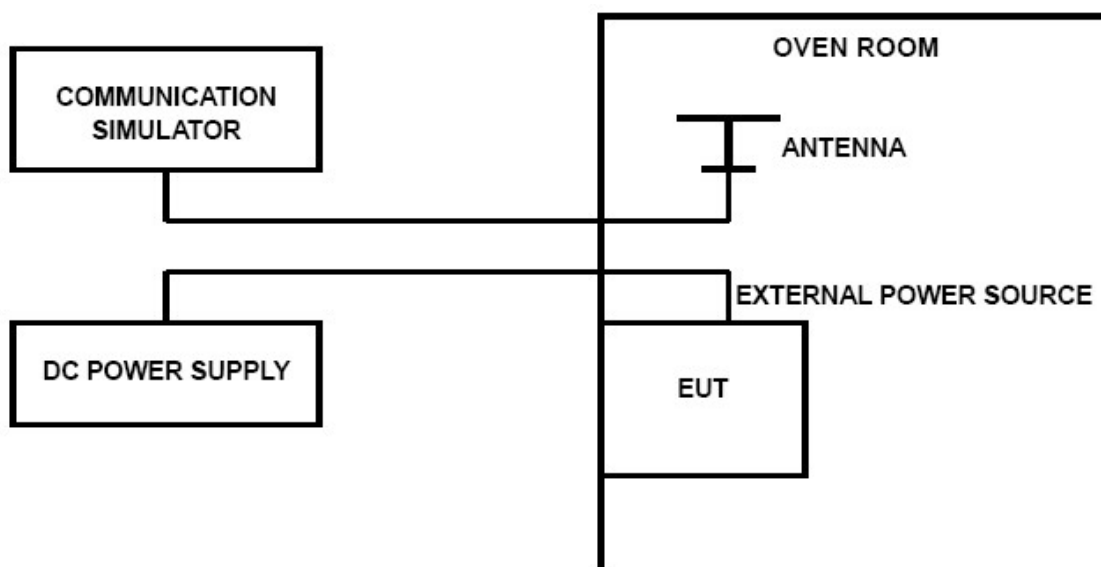 OVEN ROOM
COMMUNICATION
SIMULATOR
ANTENNA
EXTERNAL POWER SOURCE
DC POWER SUPPLY
EUT